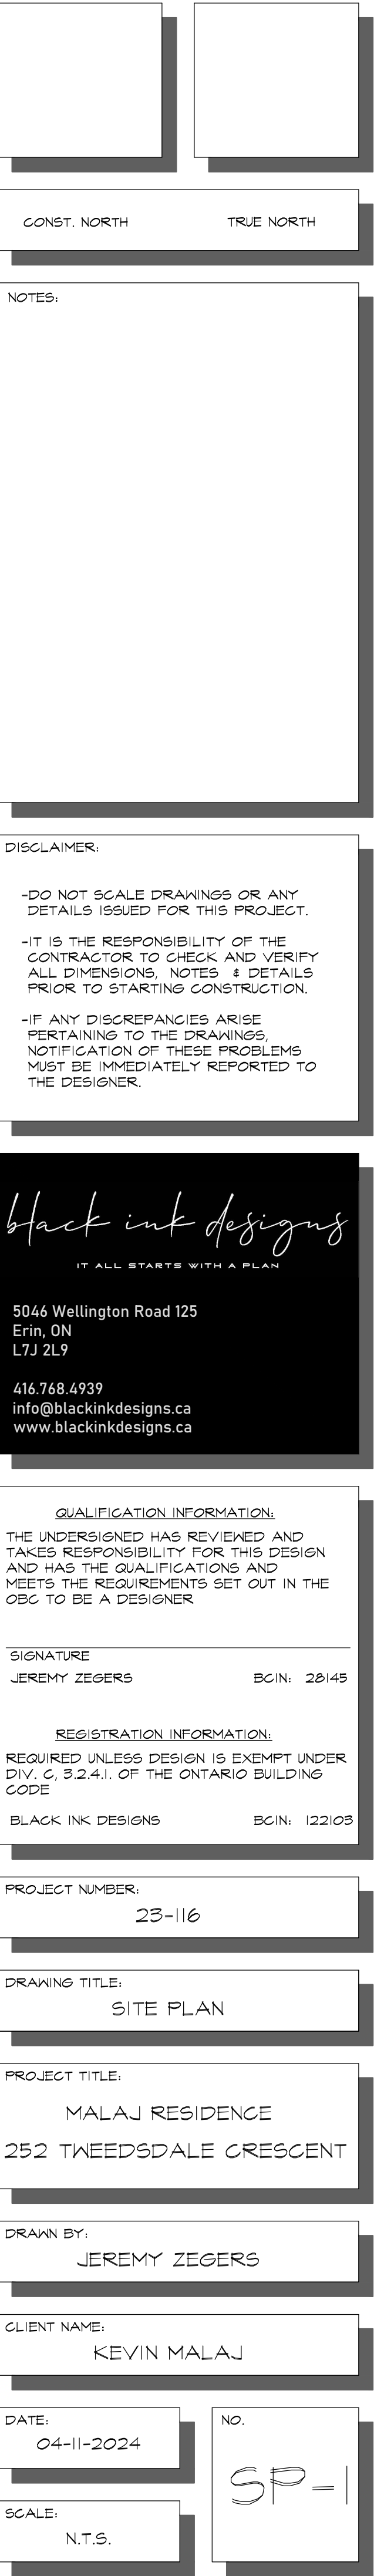 CONST. NORTH TRUE NORTH
NOTES:
DISCLAIMER:
-DO NOT SCALE DRAWINGS OR ANY
DETAILS ISSUED FOR THIS PROJECT.
-IT IS THE RESPONSIBILITY OF THE
CONTRACTOR TO CHECK AND VERIFY
ALL DIMENSIONS, NOTES & DETAILS
PRIOR TO STARTING CONSTRUCTION.
-IF ANY DISCREPANCIES ARISE
PERTAINING TO THE DRAWINGS,
NOTIFICATION OF THESE PROBLEMS
MUST BE IMMEDIATELY REPORTED TO
THE DESIGNER.
black ink designs
IT ALL STARTS WITH A PLAN
5046 Wellington Road 125
Erin, ON
L7J 2L9
416.768.4939
info@blackinkdesigns.ca
www.blackinkdesigns.ca
QUALIFICATION INFORMATION:
THE UNDERSIGNED HAS REVIEWED AND
TAKES RESPONSIBILITY FOR THIS DESIGN
AND HAS THE QUALIFICATIONS AND
MEETS THE REQUIREMENTS SET OUT IN THE
OBC TO BE A DESIGNER
SIGNATURE
JEREMY ZEGERS BCIN: 28145
REGISTRATION INFORMATION:
REQUIRED UNLESS DESIGN IS EXEMPT UNDER
DIV. C, 3.2.4.1. OF THE ONTARIO BUILDING
CODE
BLACK INK DESIGNS BCIN: 122103
PROJECT NUMBER:
23-116
DRAWING TITLE:
SITE PLAN
PROJECT TITLE:
MALAJ RESIDENCE
252 TWEEDSDALE CRESCENT
DRAWN BY:
JEREMY ZEGERS
CLIENT NAME:
KEVIN MALAJ
DATE:
04-11-2024
SCALE:
N.T.S.
NO.
SP-1